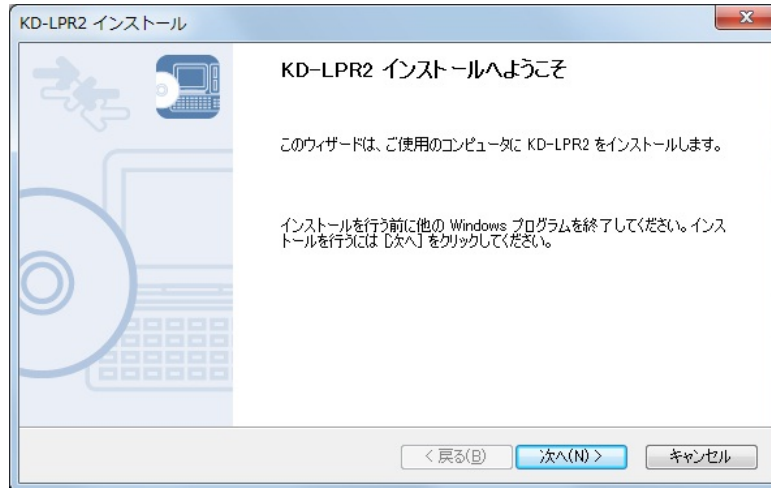 KD-LPR2 インストール
KD-LPR2 インストールへようこそ
このウィザードは、ご使用のコンピュータに KD-LPR2 をインストールします。
インストールを行う前に他の Windows プログラムを終了してください。インス
トールを行うには [次へ] をクリックしてください。
< 戻る(B)
次へ(N) >
キャンセル